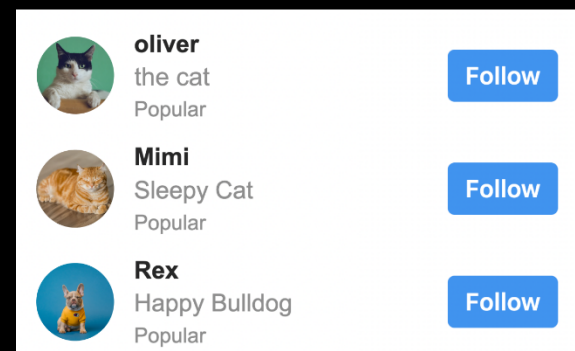 oliver
the cat
Popular
Follow
Mimi
Sleepy Cat
Popular
Follow
Rex
Happy Bulldog
Popular
Follow